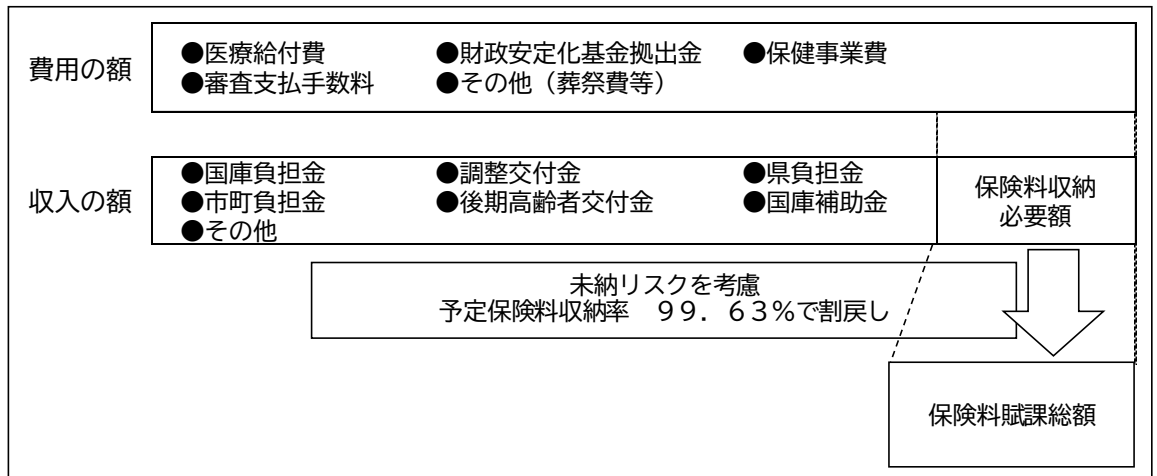 費用の額
●医療給付費 ●財政安定化基金拠出金 ●保健事業費
●審査支払手数料 ●その他（葬祭費等）
収入の額
●国庫負担金 ●調整交付金 ●県負担金
●市町負担金 ●後期高齢者交付金 ●国庫補助金
●その他
保険料収納
必要額
未納リスクを考慮
予定保険料収納率　９９．６３％で割戻し
保険料賦課総額